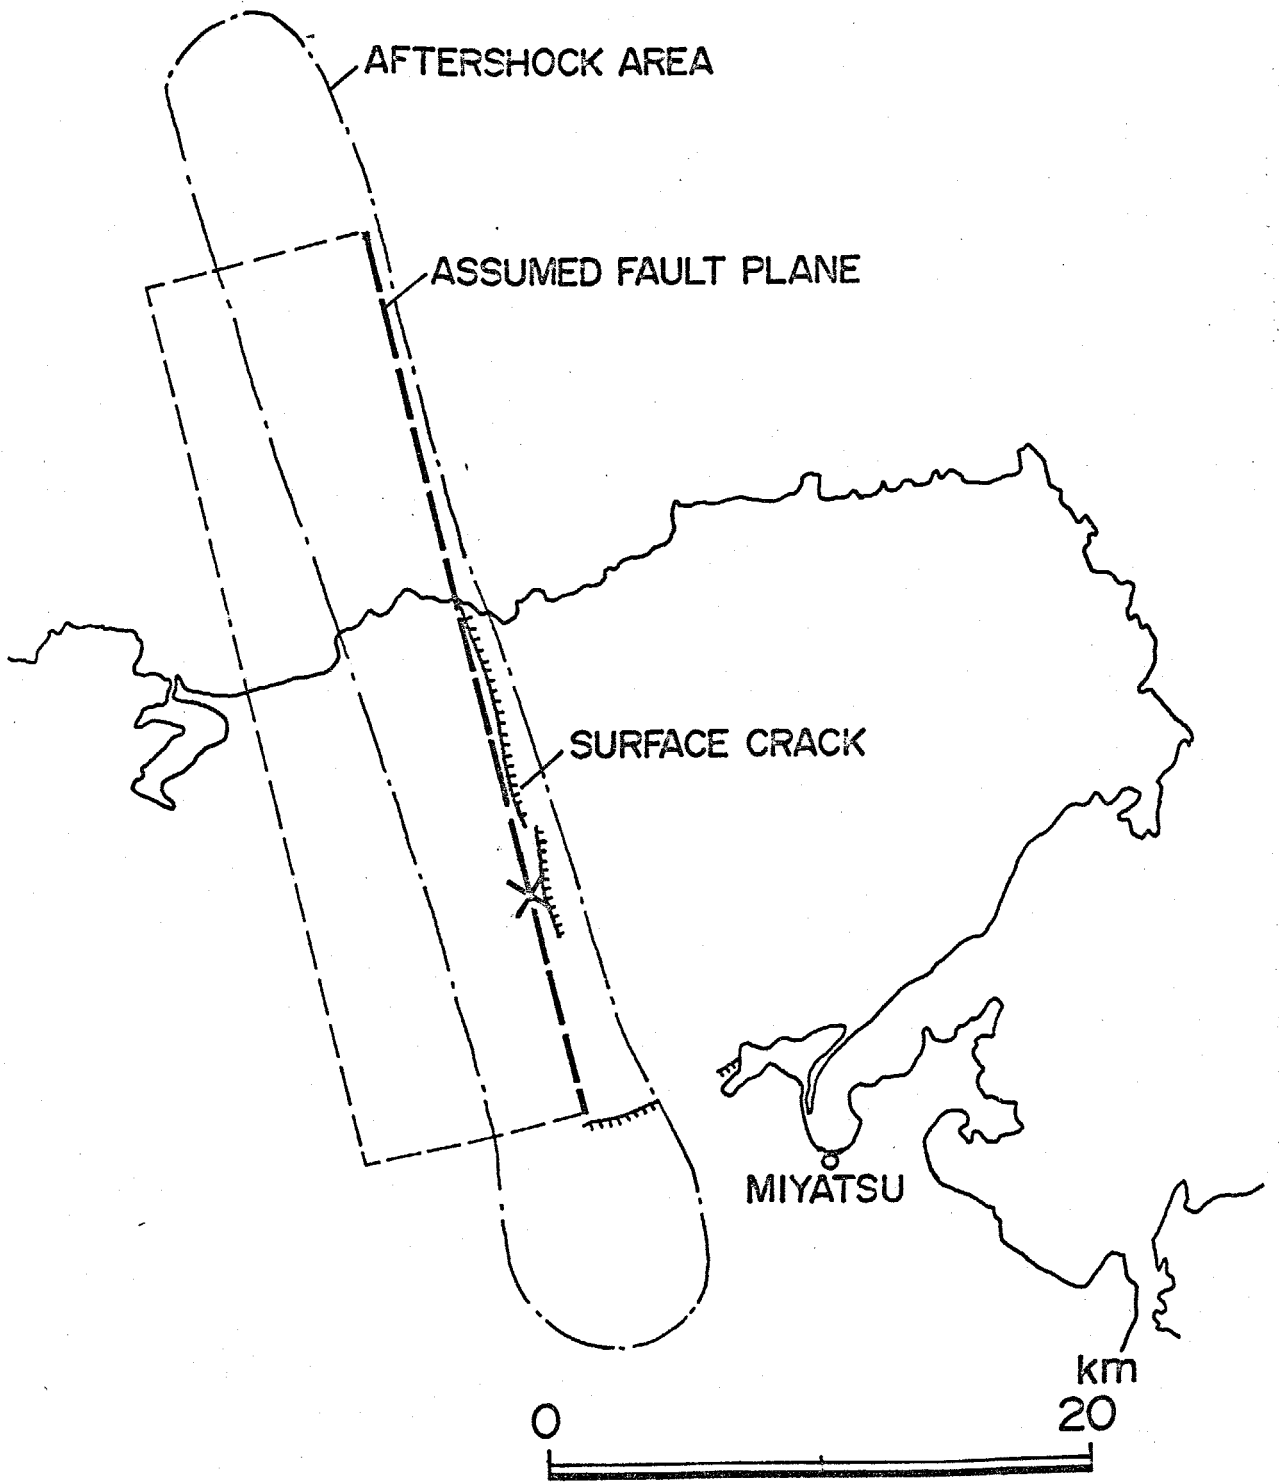 AFTERSHOCK AREA
ASSUMED FAULT PLANE
SURFACE CRACK
MIYATSU
km
0 20